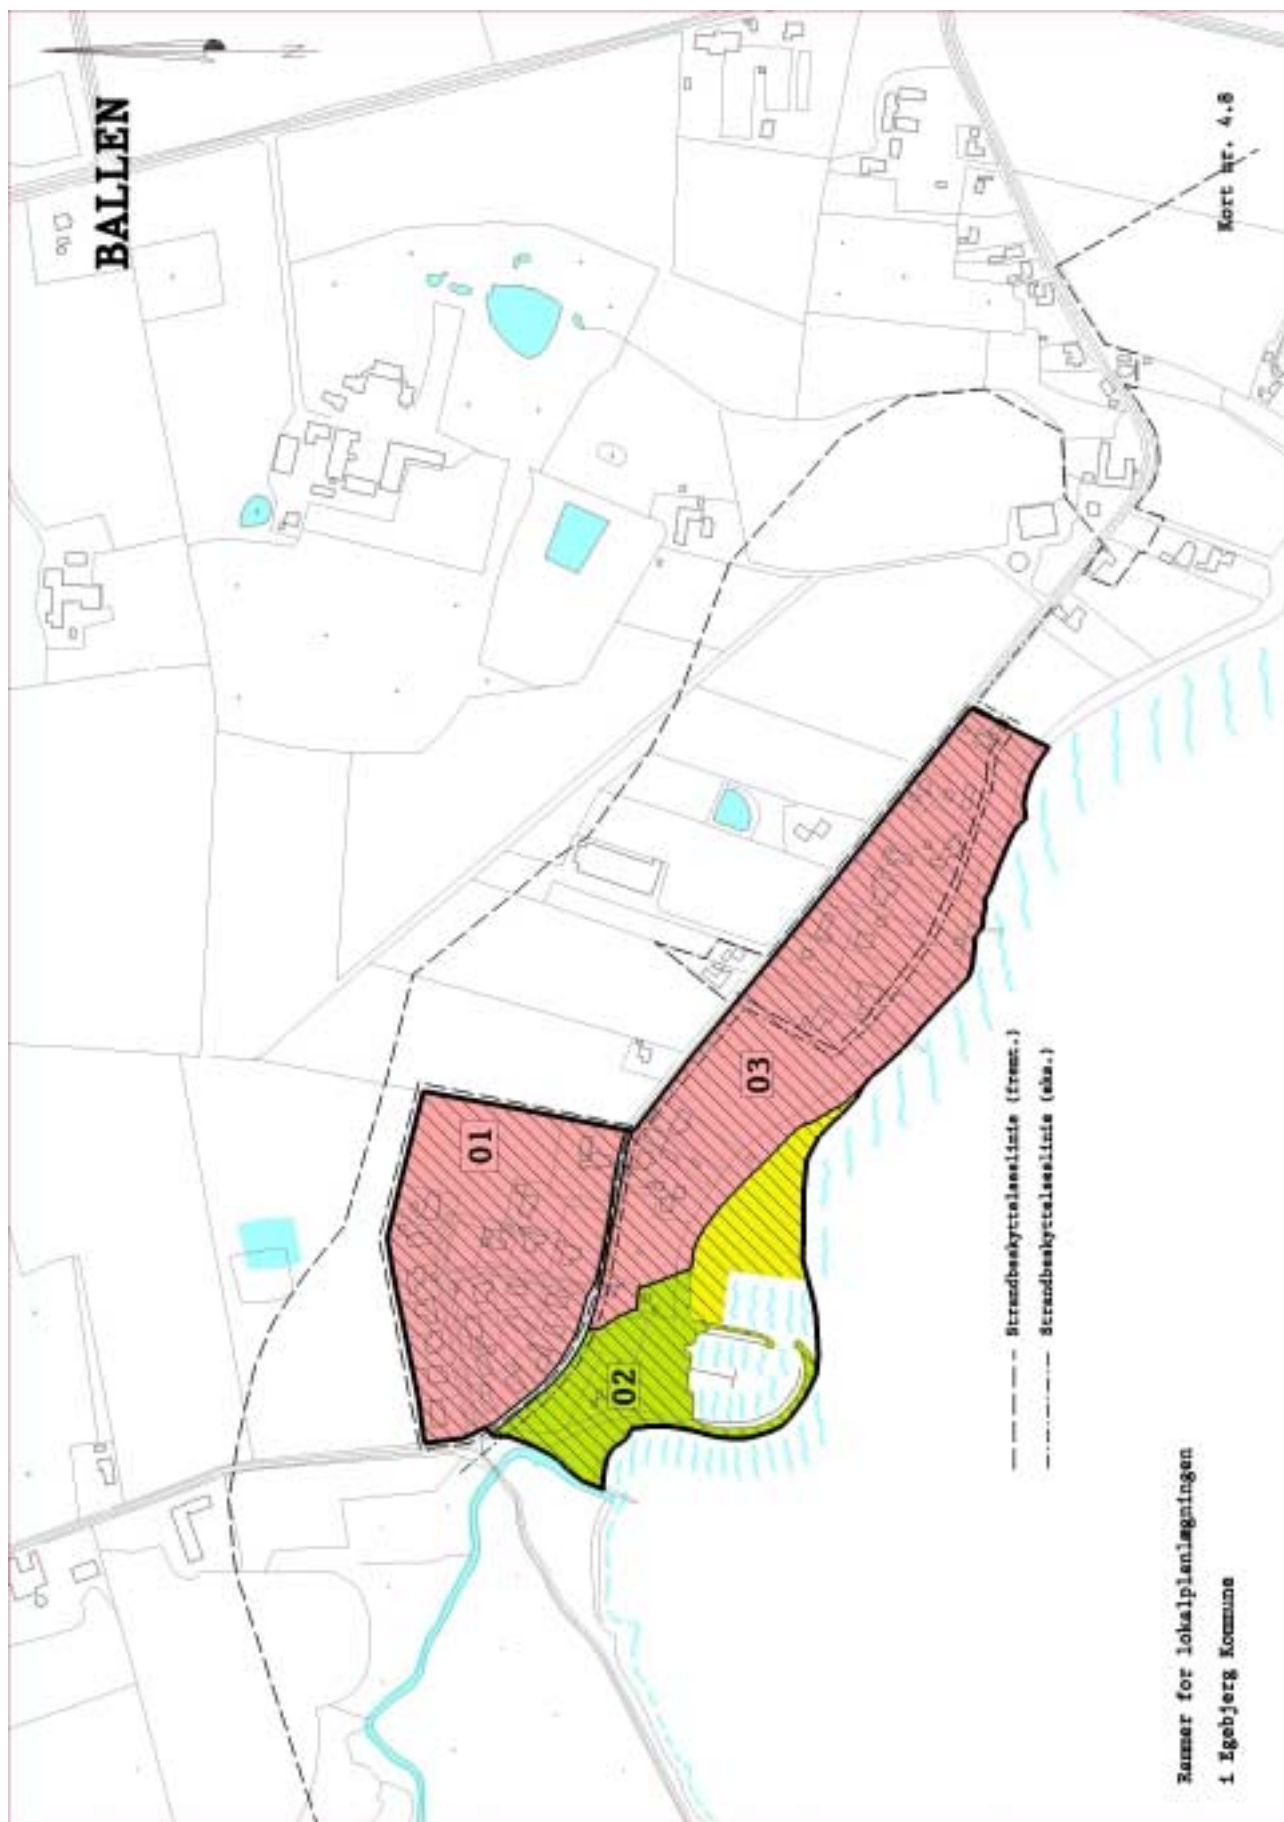 BALLEN
N
01
02
03
Strandbeskyttelseslinie (fremt.)
Strandbeskyttelseslinie (eks.)
Rammer for lokalplanlægningen
i Egebjerg Kommune
Kort nr. 4.8